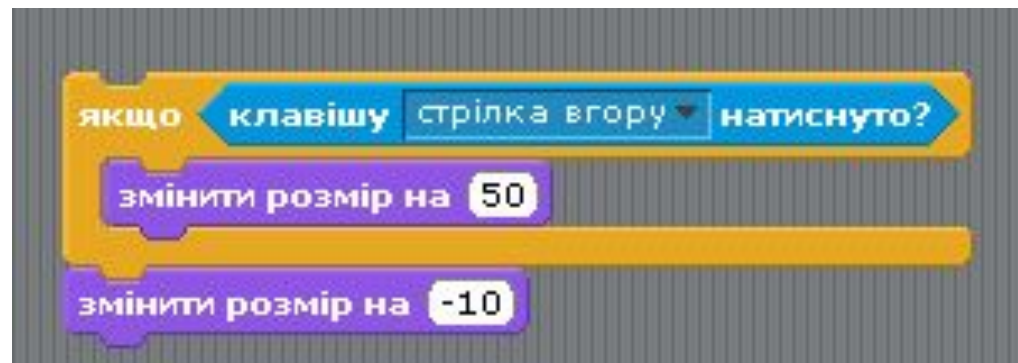 якщо клавішу стрілка вгору натиснуто?
змінити розмір на 50
змінити розмір на -10